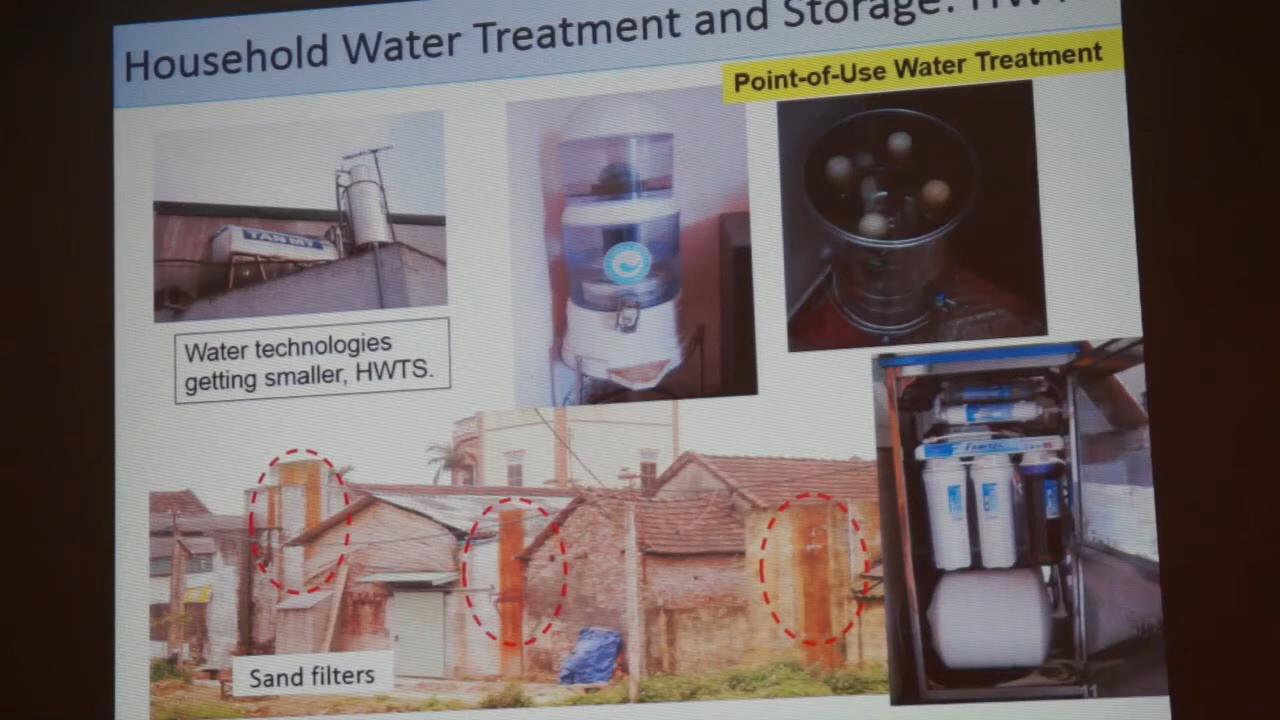 Household Water Treatment and Storage: HWT
Point-of-Use Water Treatment
TAN MY
Water technologies
getting smaller, HWTS.
Sand filters